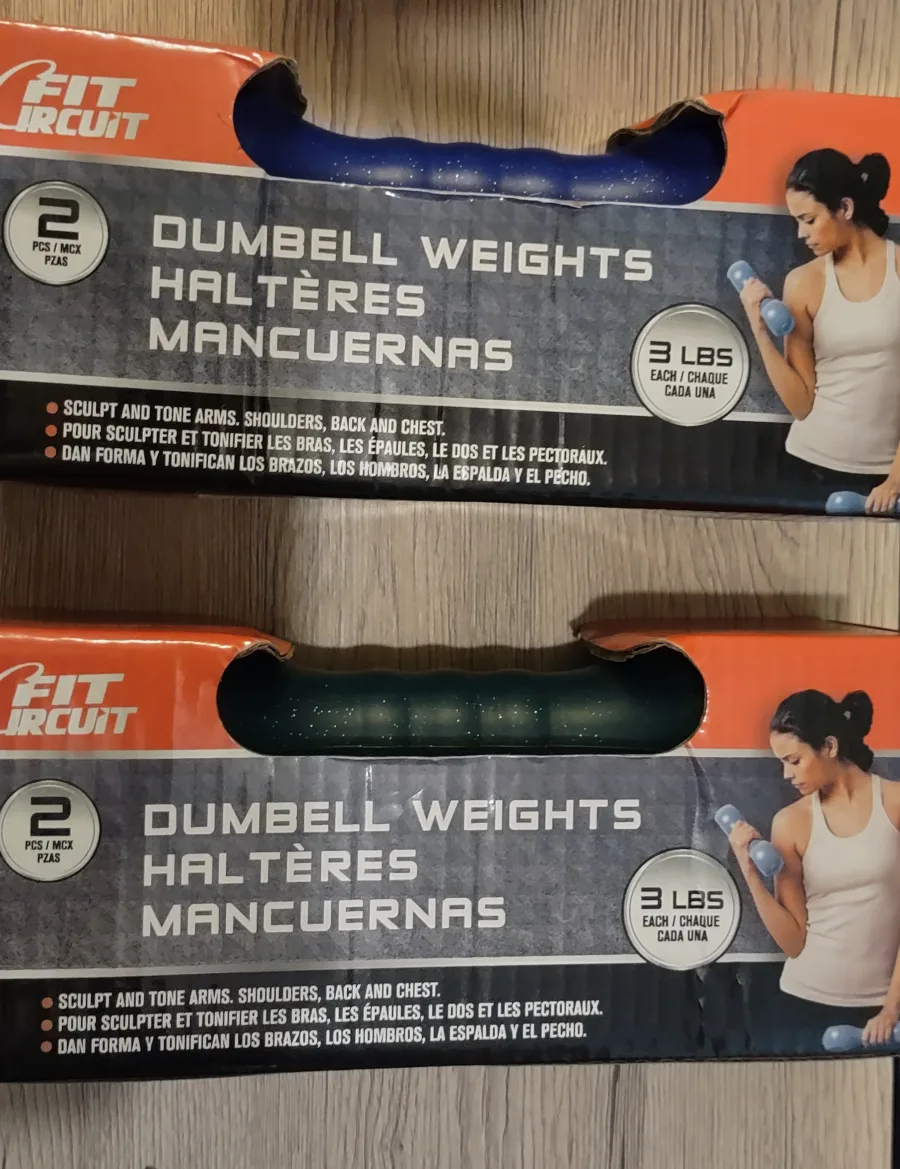 FIT
CIRCUIT
2
PCS / MCX
PZAS
DUMBELL WEIGHTS
HALTÈRES
MANCUERNAS
3 LBS
EACH / CHAQUE
CADA UNA
SCULPT AND TONE ARMS. SHOULDERS, BACK AND CHEST.
POUR SCULPTER ET TONIFIER LES BRAS, LES ÉPAULES, LE DOS ET LES PECTORAUX.
DAN FORMA Y TONIFICAN LOS BRAZOS, LOS HOMBROS, LA ESPALDA Y EL PECHO.
FIT
CIRCUIT
2
PCS / MCX
PZAS
DUMBELL WEIGHTS
HALTÈRES
MANCUERNAS
3 LBS
EACH / CHAQUE
CADA UNA
SCULPT AND TONE ARMS. SHOULDERS, BACK AND CHEST.
POUR SCULPTER ET TONIFIER LES BRAS, LES ÉPAULES, LE DOS ET LES PECTORAUX.
DAN FORMA Y TONIFICAN LOS BRAZOS, LOS HOMBROS, LA ESPALDA Y EL PECHO.